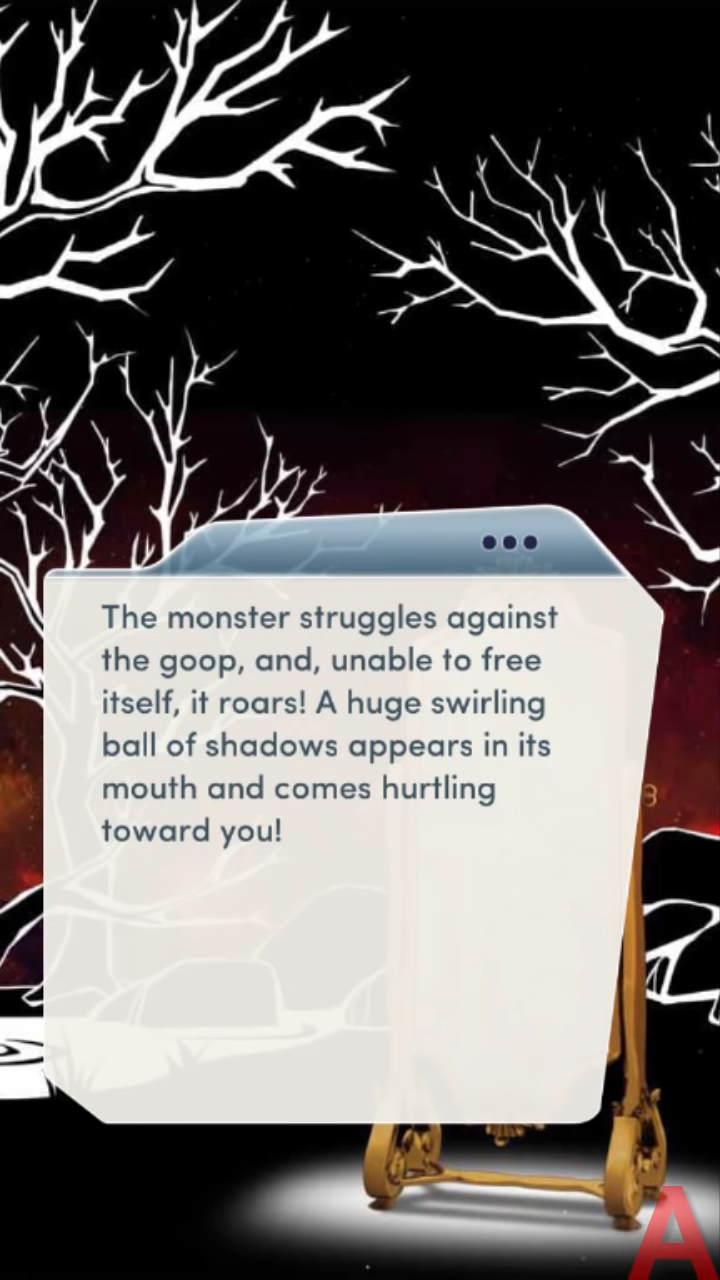 The monster struggles against
the goop, and, unable to free
itself, it roars! A huge swirling
ball of shadows appears in its
mouth and comes hurtling
toward you!
A